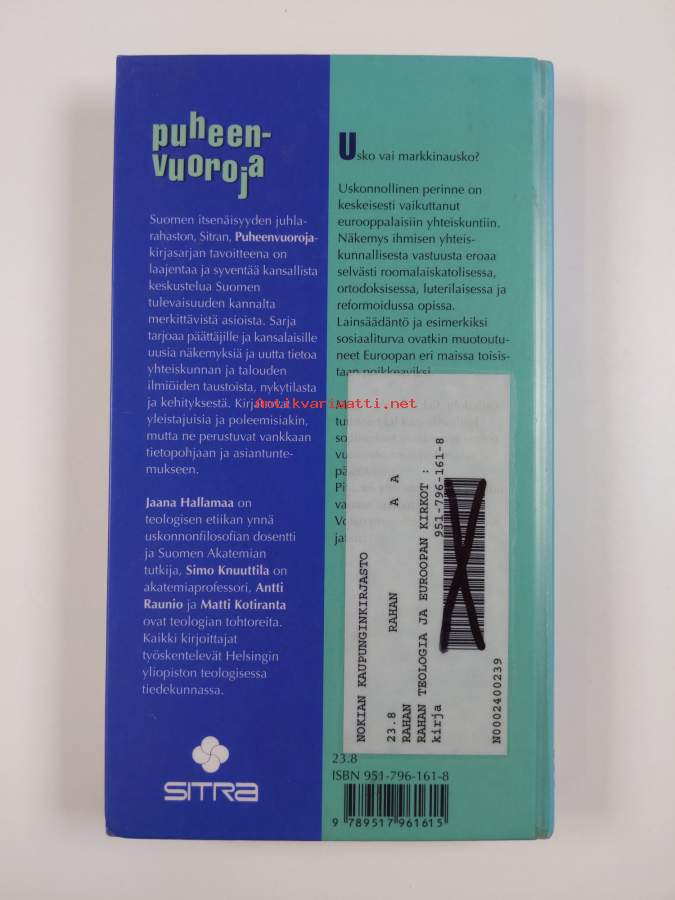 puheen-
vuoroja
Suomen itsenäisyyden juhla-
rahaston, Sitran, Puheenvuoroja-
kirjasarjan tavoitteena on
laajentaa ja syventää kansallista
keskustelua Suomen
tulevaisuuden kannalta
merkittävistä asioista. Sarja
tarjoaa päättäjille ja kansalaisille
uusia näkemyksiä ja uutta tietoa
yhteiskunnan ja talouden
ilmiöiden taustoista, nykytilasta
ja kehityksestä. Kirjat ovat
yleistajuisia ja poleemisiakin,
mutta ne perustuvat vankkaan
tietopohjaan ja asiantunte-
mukseen.
Jaana Hallamaa on
teologisen etiikan ynnä
uskonnonfilosofian dosentti
ja Suomen Akatemian
tutkija, Simo Knuuttila on
akatemiaprofessori, Antti
Raunio ja Matti Kotiranta
ovat teologian tohtoreita.
Kaikki kirjoittajat
työskentelevät Helsingin
yliopiston teologisessa
tiedekunnassa.
SITRA
Usko vai markkinausko?
Uskonnollinen perinne on
keskeisesti vaikuttanut
eurooppalaisiin yhteiskuntiin.
Näkemys ihmisen yhteis-
kunnallisesta vastuusta eroaa
selvästi roomalaiskatolisessa,
ortodoksisessa, luterilaisessa ja
reformoidussa opissa.
Lainsäädäntö ja esimerkiksi
sosiaaliturva ovatkin muotoutu-
neet Euroopan eri maissa toisis-
taan poikkeaviksi.
Antikvariaatti.net
NOKIAN KAUPUNGINKIRJASTO
23.8 RAHAN A A
RAHAN
RAHAN TEOLOGIA JA EUROOPAN KIRKOT :
kirja 951-796-161-8
N0002400239
23.8
ISBN 951-796-161-8
9 789517 961615